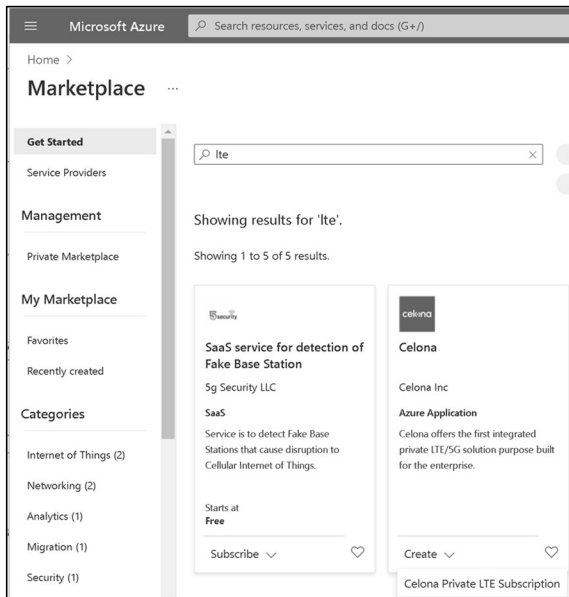 Microsoft Azure
Search resources, services, and docs (G+/)
Home >
Marketplace ...
Get Started
Service Providers
Management
Private Marketplace
My Marketplace
Favorites
Recently created
Categories
Internet of Things (2)
Networking (2)
Analytics (1)
Migration (1)
Security (1)
lte
Showing results for 'lte'.
Showing 1 to 5 of 5 results.
5security
SaaS service for detection of
Fake Base Station
5g Security LLC
SaaS
Service is to detect Fake Base
Stations that cause disruption to
Cellular Internet of Things.
Starts at
Free
Subscribe
celona
Celona
Celona Inc
Azure Application
Celona offers the first integrated
private LTE/5G solution purpose built
for the enterprise.
Create
Celona Private LTE Subscription